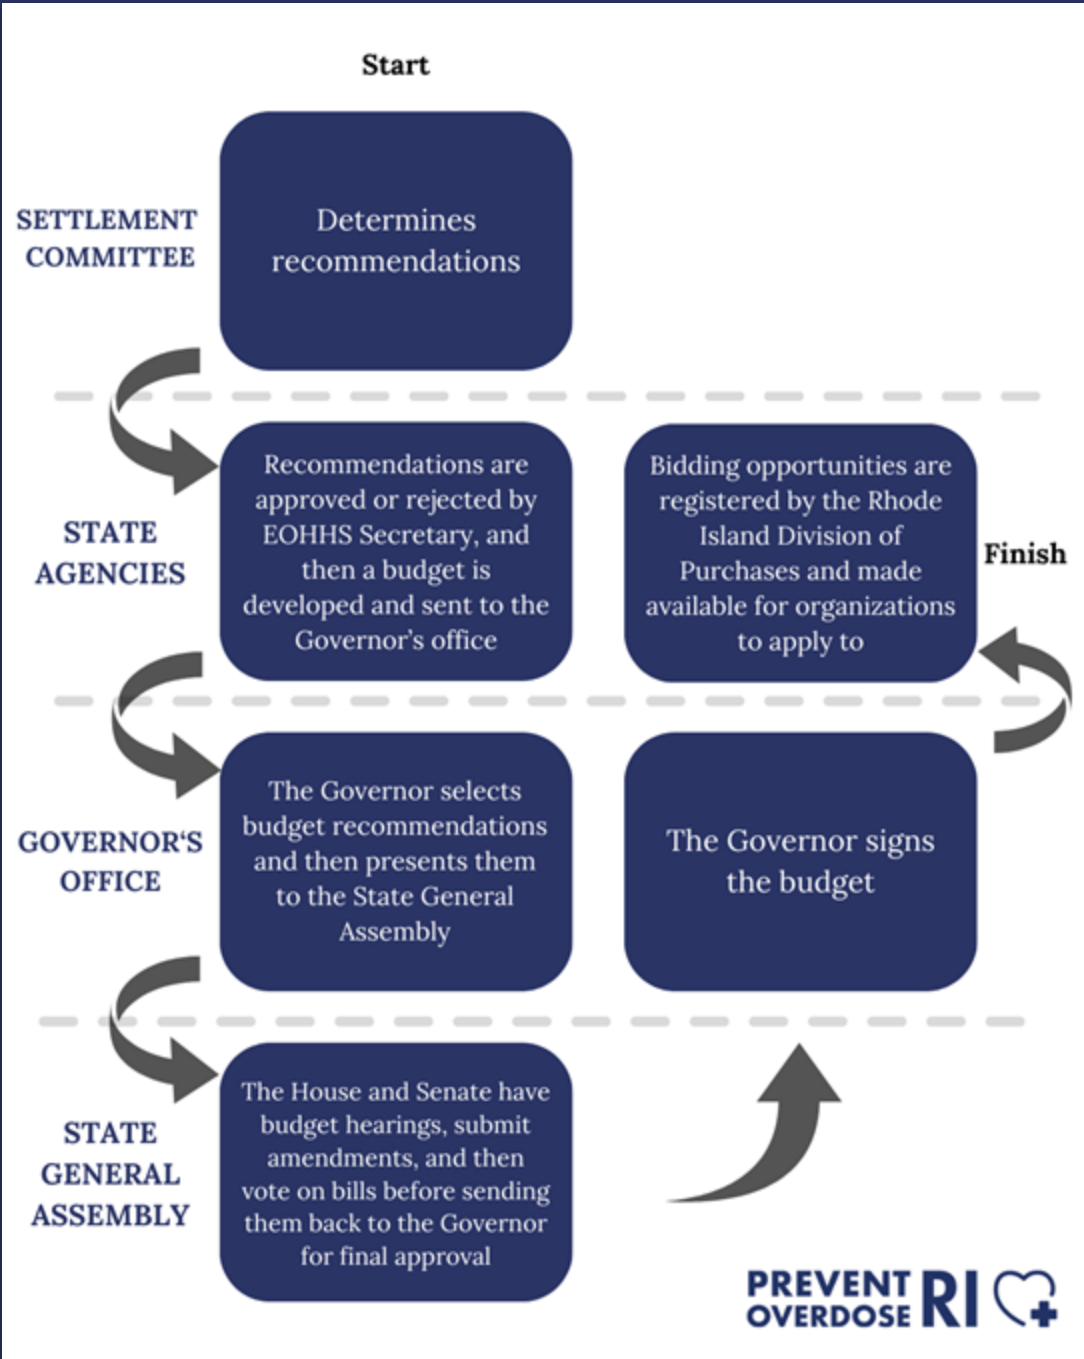 Start
SETTLEMENT
COMMITTEE
Determines
recommendations
STATE
AGENCIES
Recommendations are
approved or rejected by
EOHHS Secretary, and
then a budget is
developed and sent to the
Governor's office
Bidding opportunities are
registered by the Rhode
Island Division of
Purchases and made
available for organizations
to apply to
Finish
GOVERNOR‘S
OFFICE
The Governor selects
budget recommendations
and then presents them
to the State General
Assembly
The Governor signs
the budget
STATE
GENERAL
ASSEMBLY
The House and Senate have
budget hearings, submit
amendments, and then
vote on bills before sending
them back to the Governor
for final approval
PREVENT
OVERDOSE RI